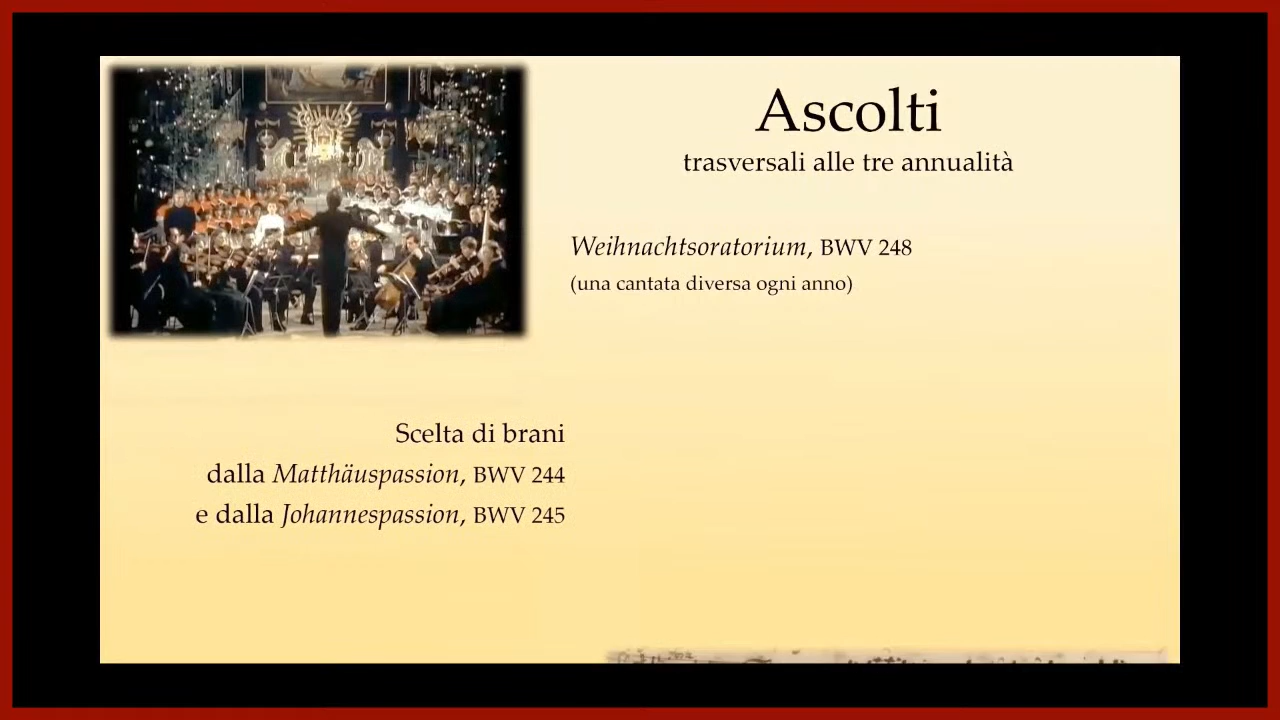 Ascolti
trasversali alle tre annualità
Weihnachtsoratorium, BWV 248
(una cantata diversa ogni anno)
Scelta di brani
dalla Matthäuspassion, BWV 244
e dalla Johannespassion, BWV 245